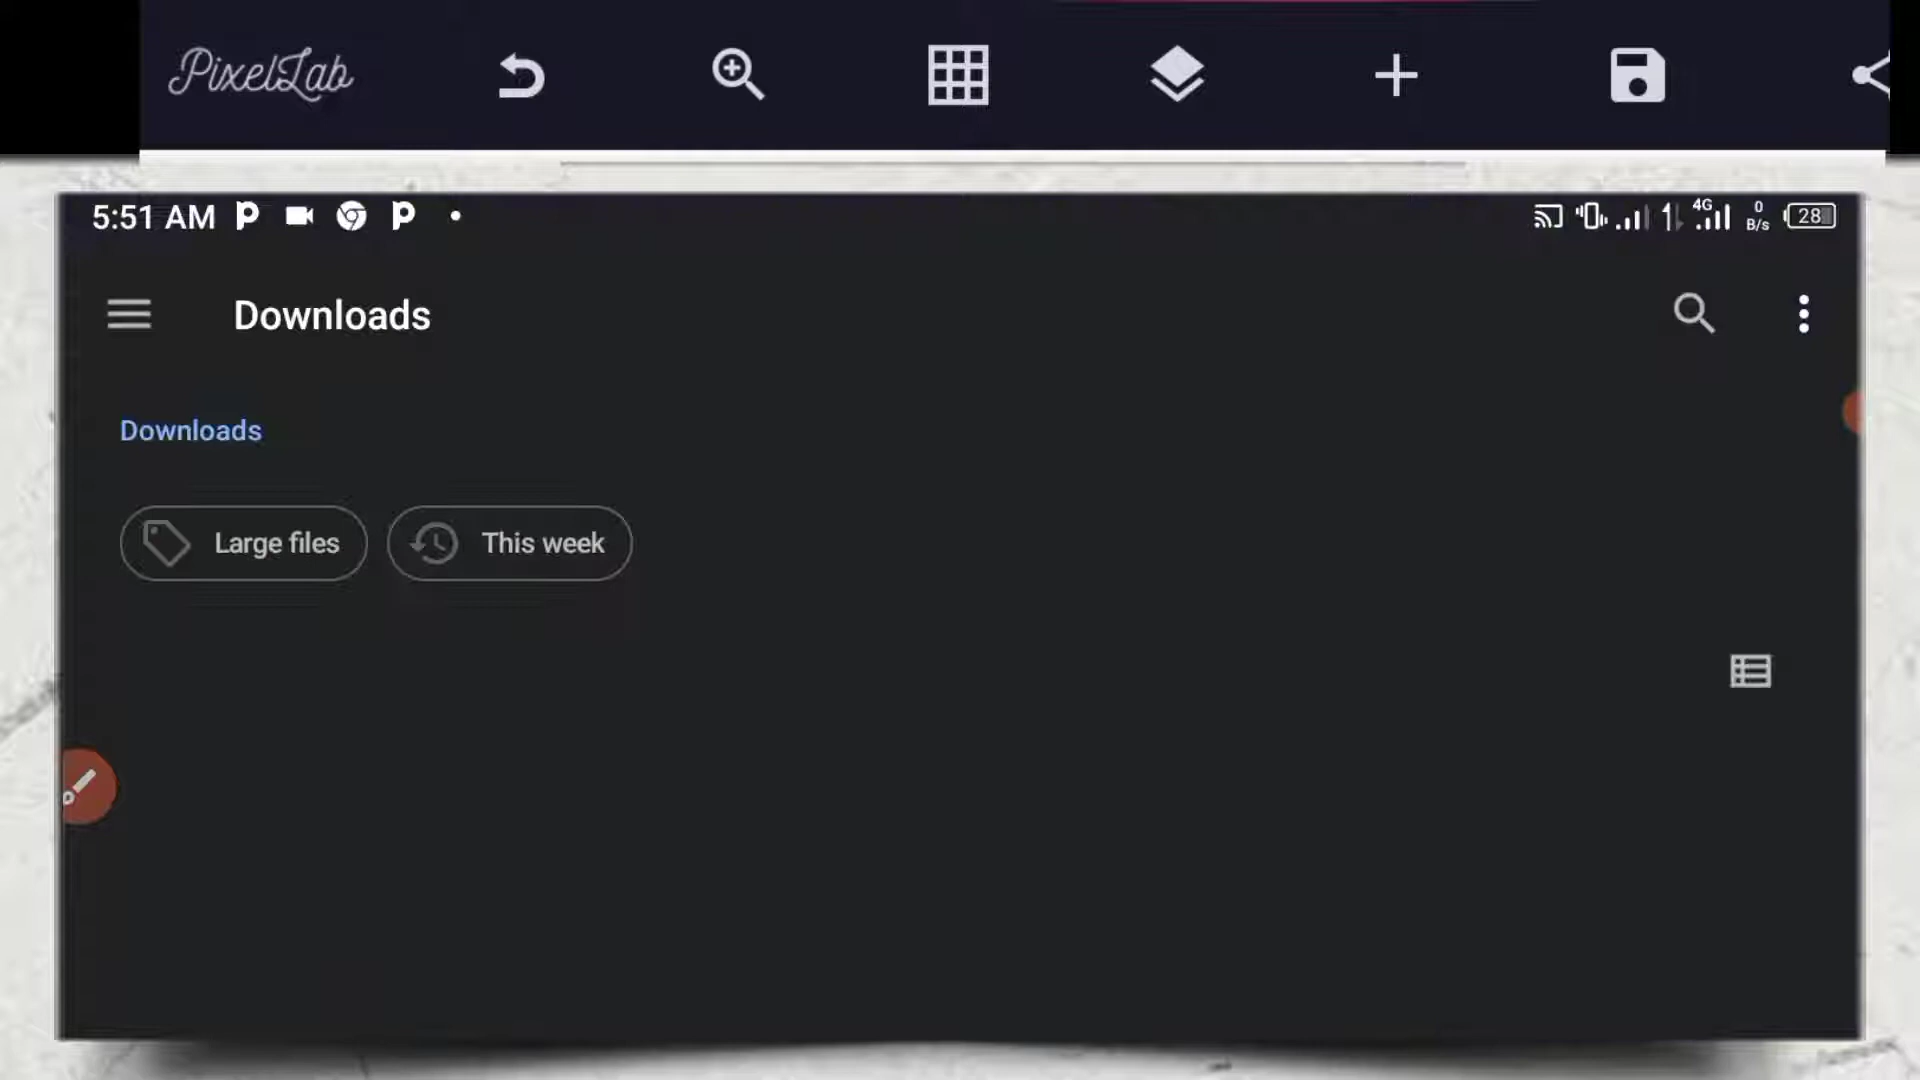 PixelLab
5:51 AM
4G 0 B/s 28
Downloads
Downloads
Large files This week